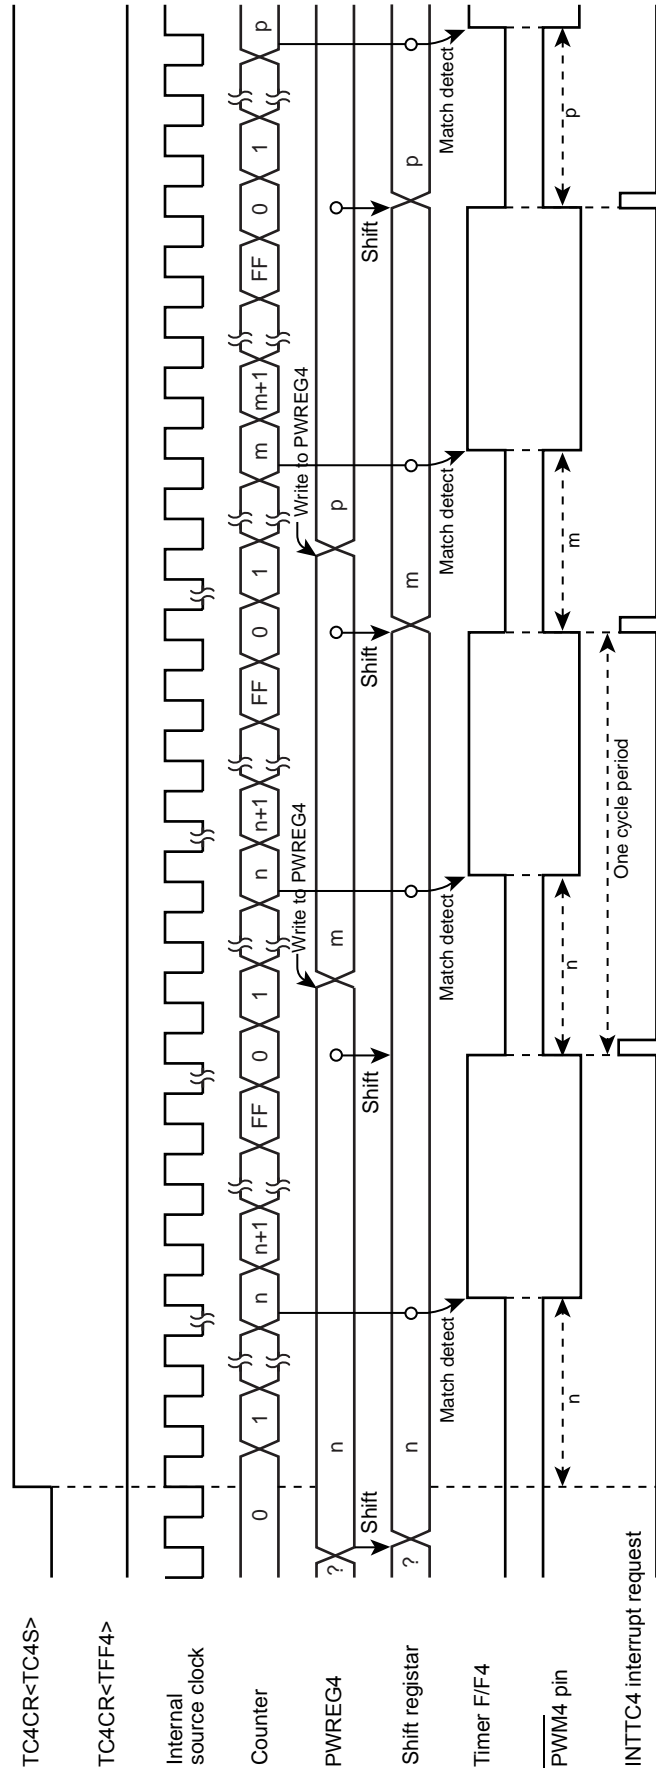 TC4CR<TC4S>
TC4CR<TFF4>
Internal
source clock
Counter
0 1 n n+1 FF 0 1 n n+1 FF 0 1 m m+1 FF 0 1 p
Write to PWREG4
Write to PWREG4
PWREG4
? n m p
Shift Shift Shift Shift
Shift registar
? n m p
Match detect Match detect Match detect Match detect
Timer F/F4
PWM4 pin
n n m p
One cycle period
INTTC4 interrupt request